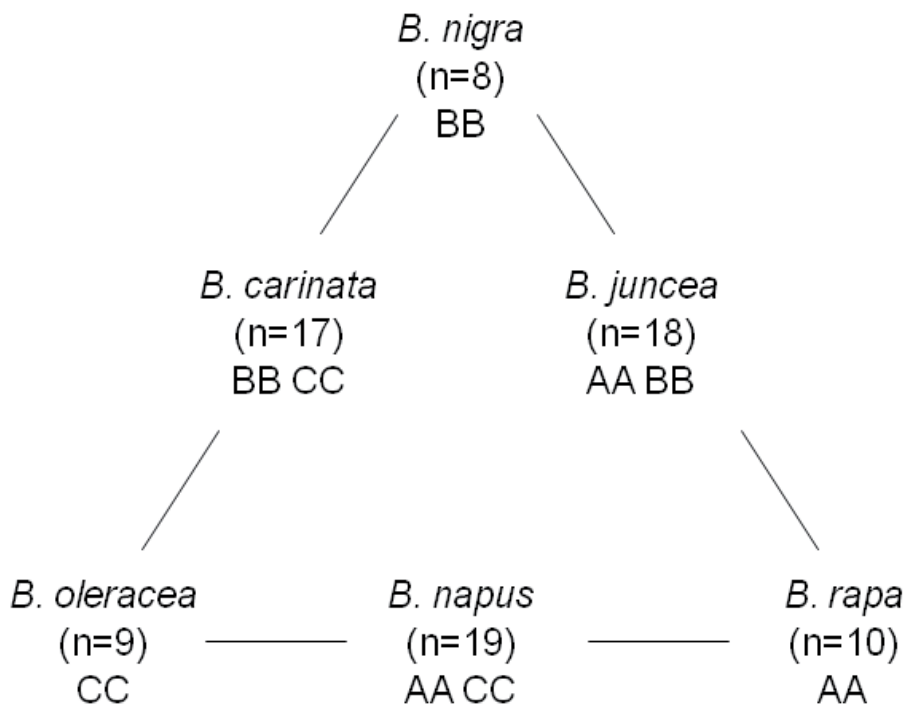 B. nigra
(n=8)
BB
B. carinata
(n=17)
BB CC
B. juncea
(n=18)
AA BB
B. oleracea
(n=9)
CC
B. napus
(n=19)
AA CC
B. rapa
(n=10)
AA